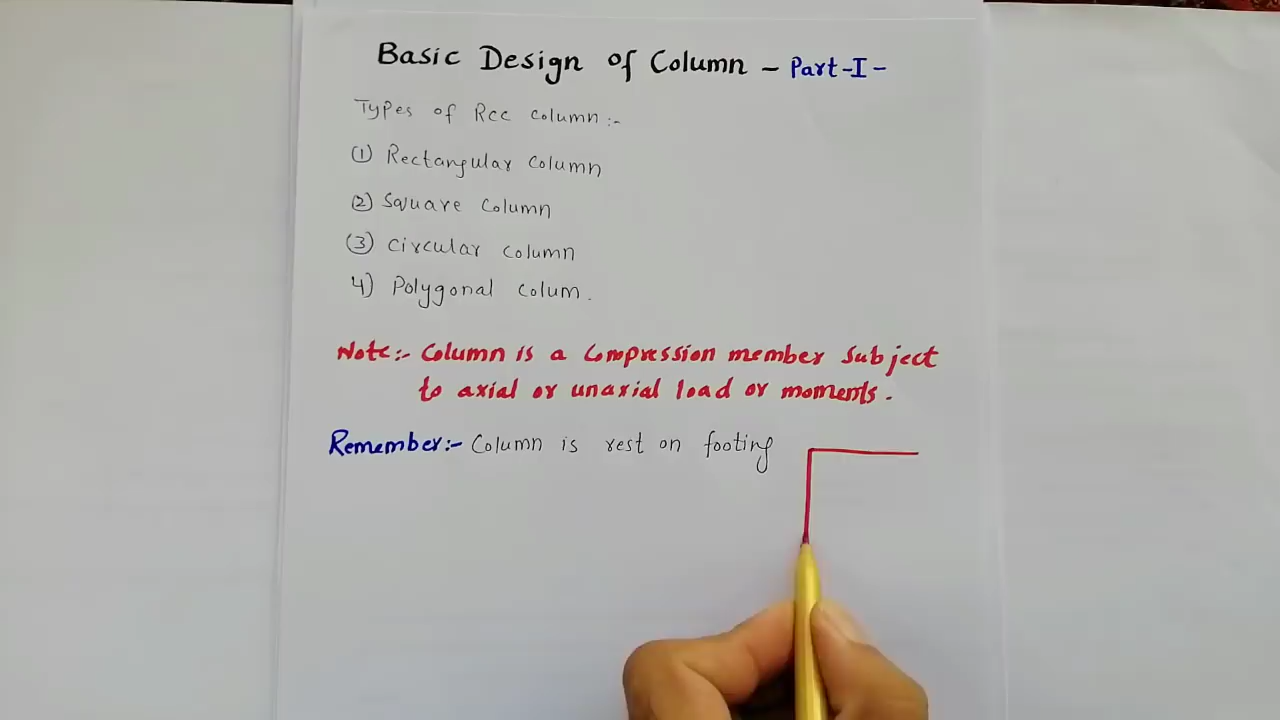 Basic Design of Column - Part-I-
Types of Rcc column:-
(1) Rectangular Column
(2) Square Column
(3) Circular Column
4) Polygonal Colum.
Note:- Column is a Compression member Subject
to axial or unaxial load or moments.
Remember:- Column is rest on footing